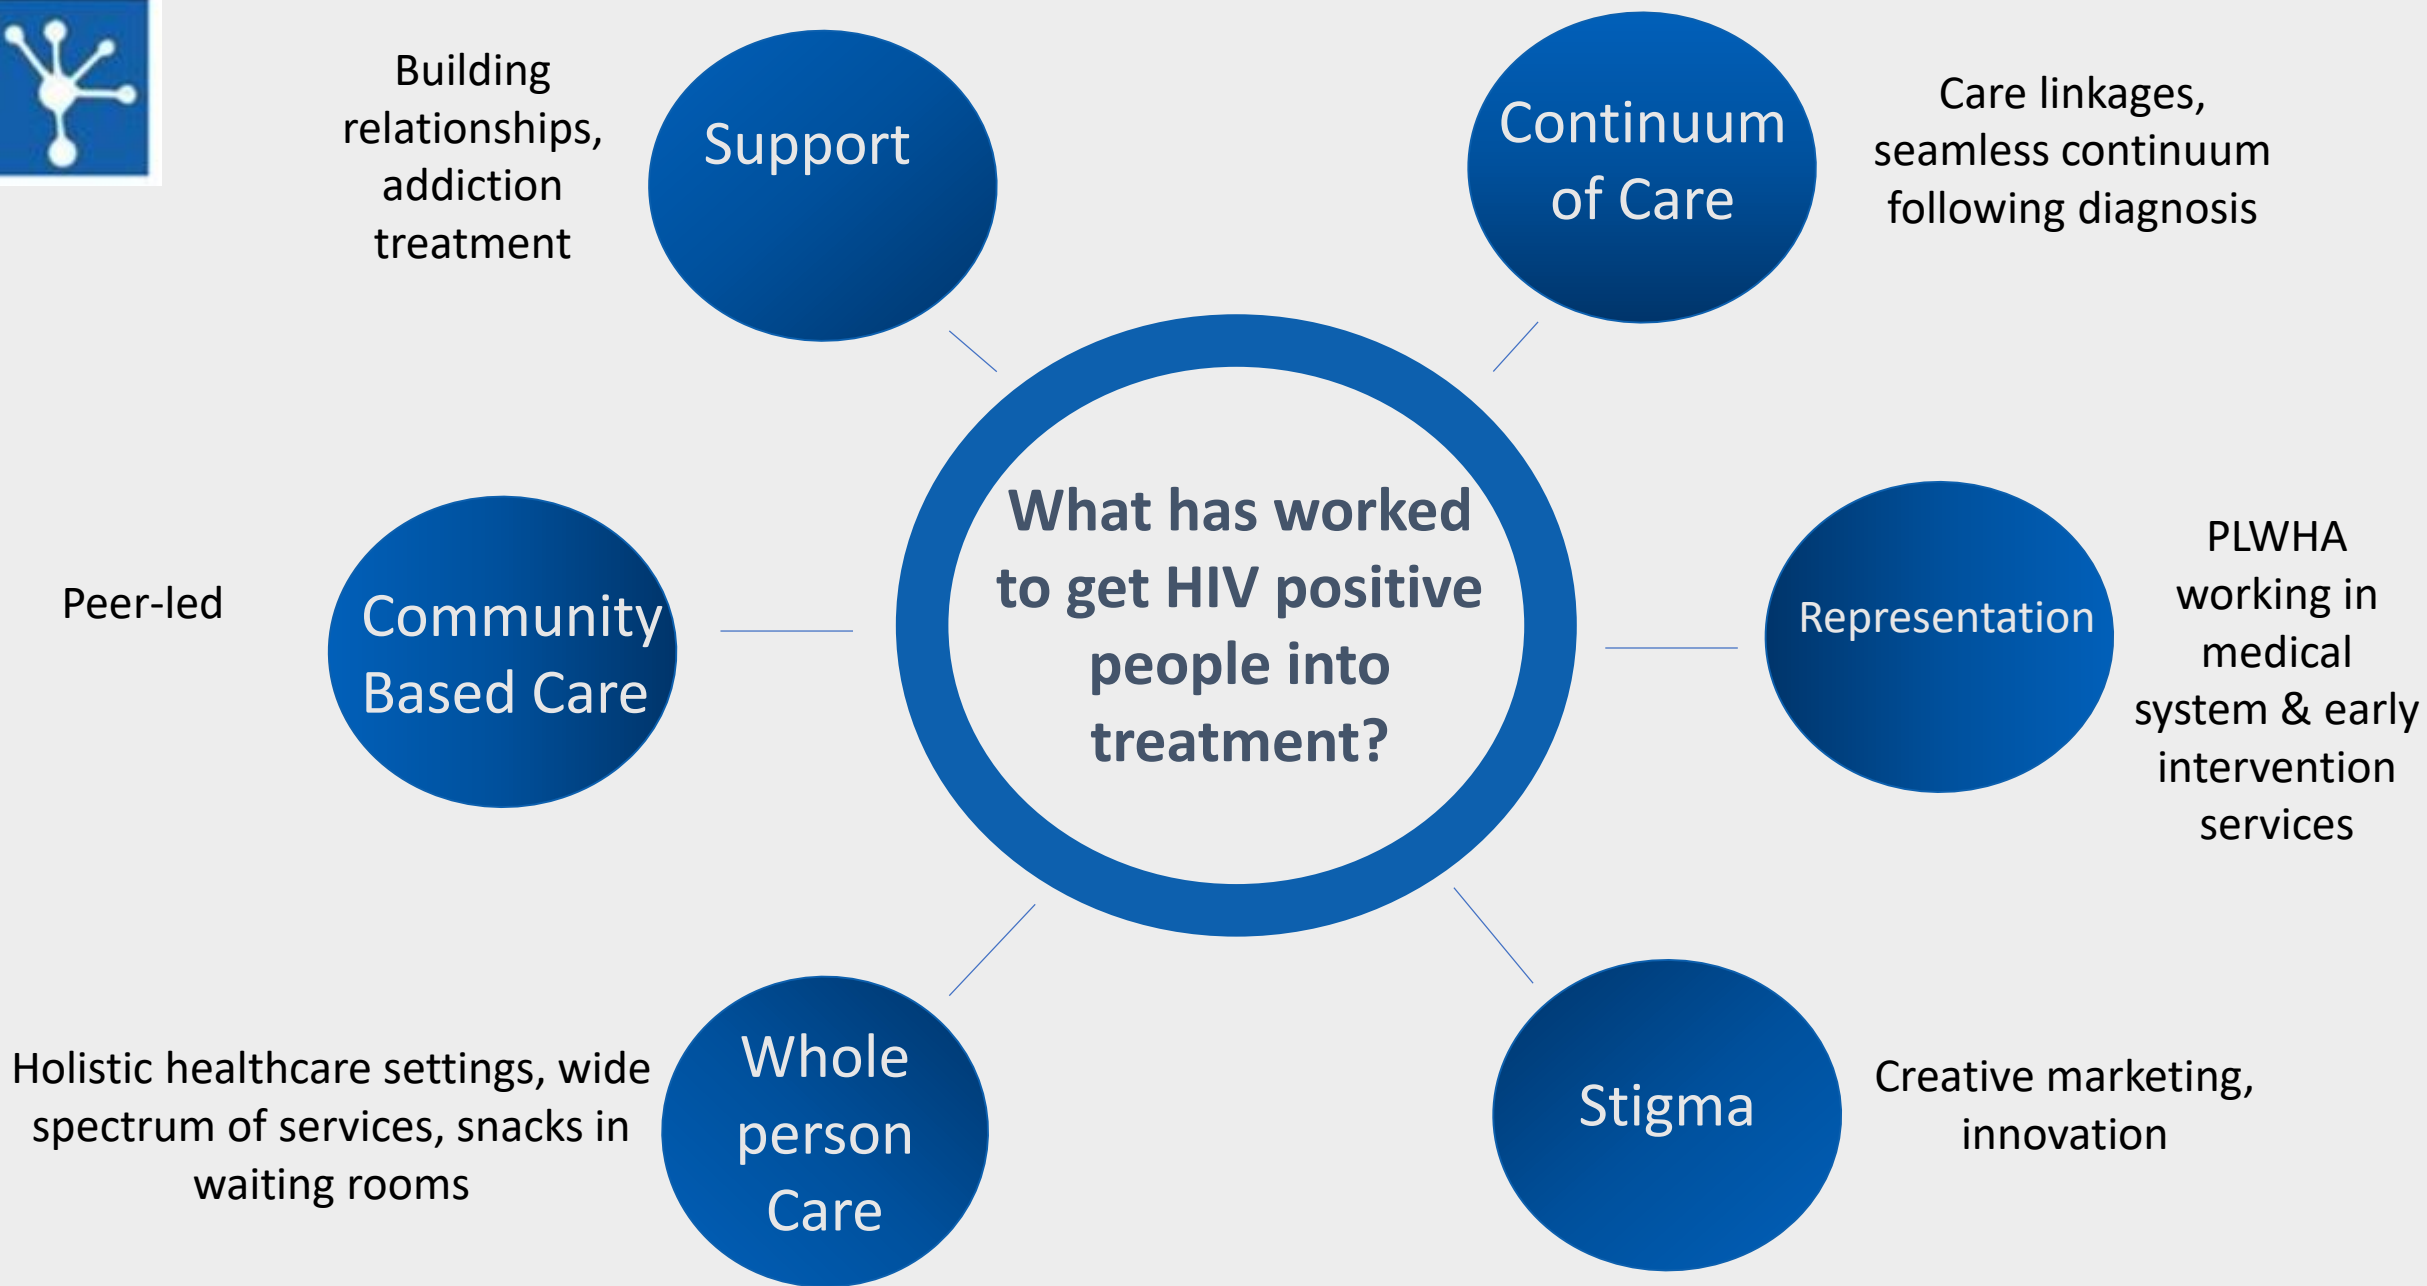 Building
relationships,
addiction
treatment
Support
Continuum
of Care
Care linkages,
seamless continuum
following diagnosis
What has worked
to get HIV positive
people into
treatment?
Peer-led
Community
Based Care
Representation
PLWHA
working in
medical
system & early
intervention
services
Holistic healthcare settings, wide
spectrum of services, snacks in
waiting rooms
Whole
person
Care
Stigma
Creative marketing,
innovation